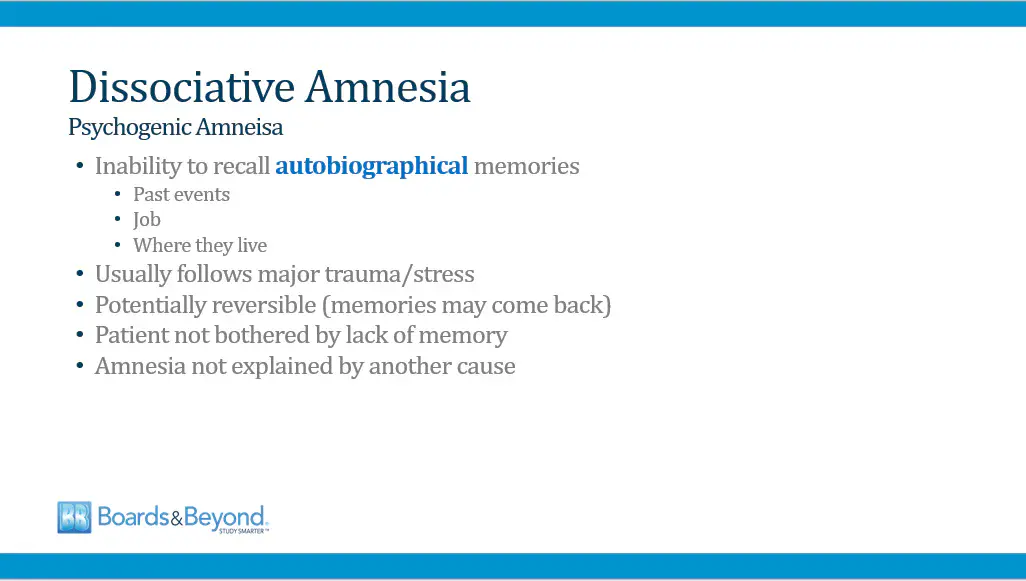 Dissociative Amnesia
Psychogenic Amneisa
• Inability to recall autobiographical memories
• Past events
• Job
• Where they live
• Usually follows major trauma/stress
• Potentially reversible (memories may come back)
• Patient not bothered by lack of memory
• Amnesia not explained by another cause
BB Boards&Beyond.
STUDY SMARTER™